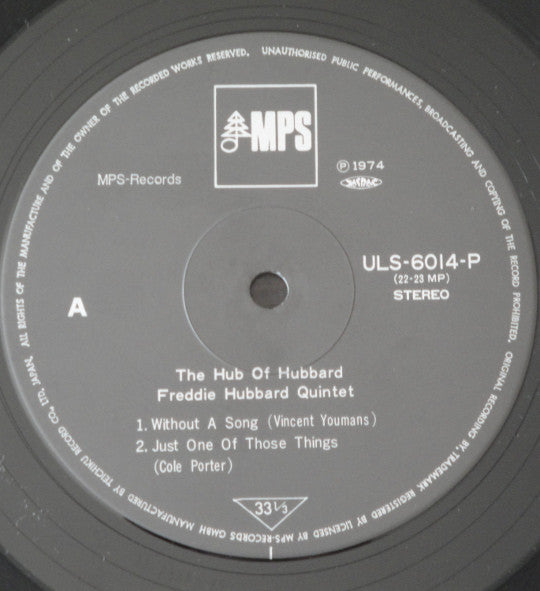 ALL RIGHTS OF THE MANUFACTURE AND OF THE OWNER OF THE RECORDED WORKS RESERVED. UNAUTHORISED PUBLIC PERFORMANCES, BROADCASTING AND COPYING OF THE RECORD PROHIBITED.
MPS
MPS-Records
Ⓟ 1974
ULS-6014-P
(22-23 MP)
STEREO
A
The Hub Of Hubbard
Freddie Hubbard Quintet
1. Without A Song (Vincent Youmans)
2. Just One Of Those Things
(Cole Porter)
33 1/3
ORIGINAL RECORDING BY, TRADEMARK REGISTERED BY, LICENSED BY MPS-RECORDS GMBH MANUFACTURED BY TEICHIKU RECORD CO., LTD, JAPAN.